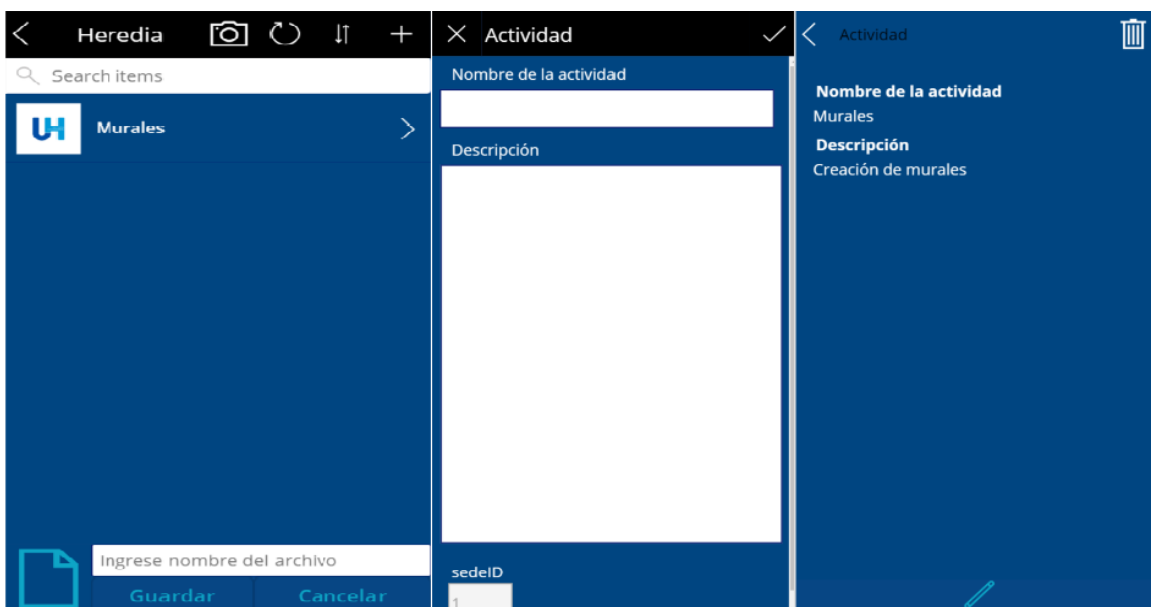 Heredia
Search items
UH
Murales
Ingrese nombre del archivo
Guardar
Cancelar
Actividad
Nombre de la actividad
Descripción
sedeID
1
Actividad
Nombre de la actividad
Murales
Descripción
Creación de murales